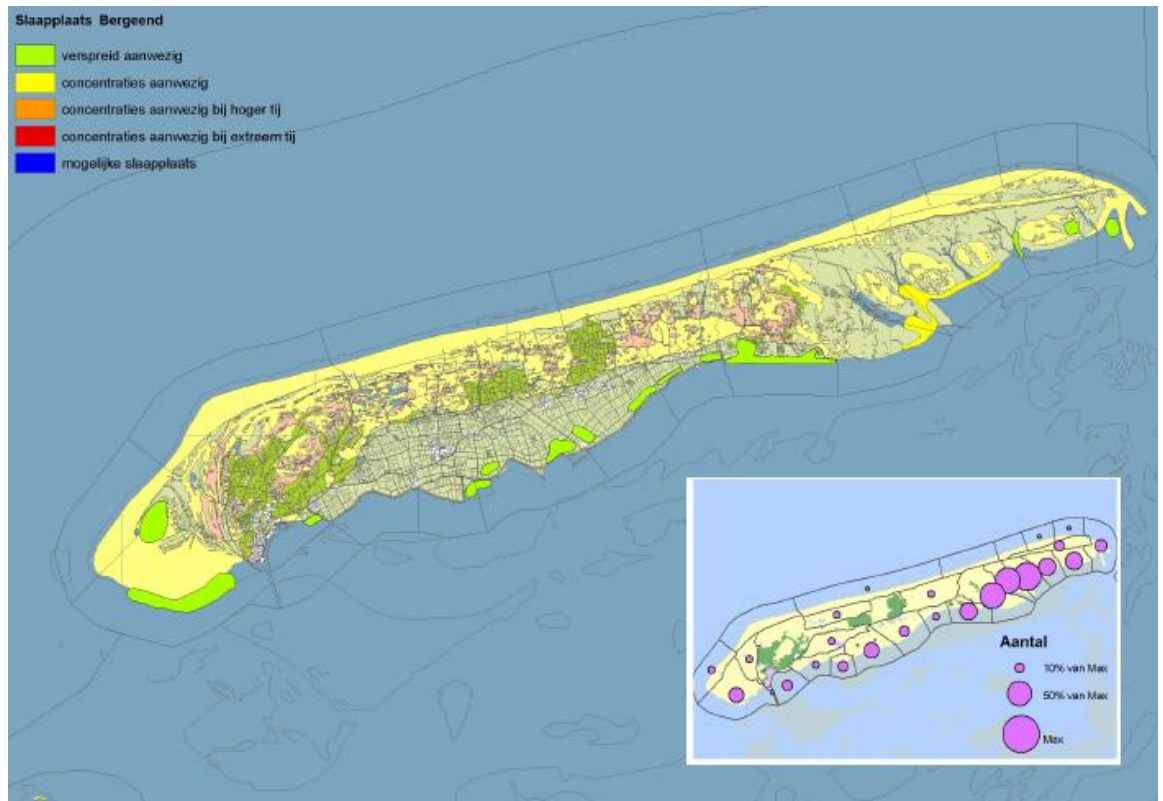 Slaapplaats Bergeend
verspreid aanwezig
concentraties aanwezig
concentraties aanwezig bij hoger tij
concentraties aanwezig bij extreem tij
mogelijke slaapplaats
Aantal
10% van Max
50% van Max
Max